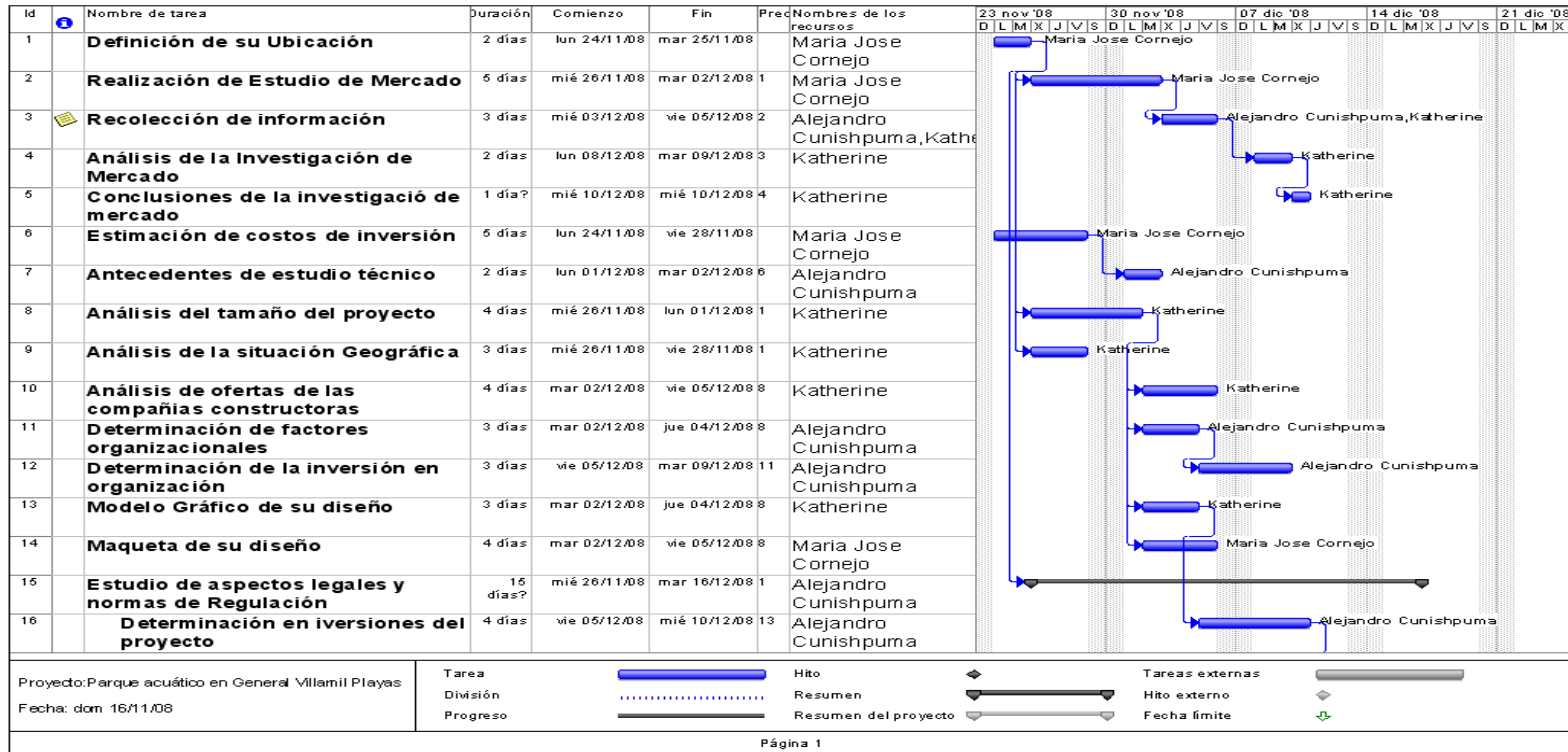 Id Nombre de tarea Duración Comienzo Fin Prec Nombres de los recursos
23 nov '08 30 nov '08 07 dic '08 14 dic '08 21 dic '08
D L M X J V S D L M X J V S D L M X J V S D L M X J V S D L M X
1 Definición de su Ubicación 2 días lun 24/11/08 mar 25/11/08 Maria Jose Cornejo
Maria Jose Cornejo
2 Realización de Estudio de Mercado 5 días mié 26/11/08 mar 02/12/08 1 Maria Jose Cornejo
Maria Jose Cornejo
3 Recolección de información 3 días mié 03/12/08 vie 05/12/08 2 Alejandro Cunishpuma,Kathe
Alejandro Cunishpuma,Katherine
4 Análisis de la Investigación de Mercado 2 días lun 08/12/08 mar 09/12/08 3 Katherine
Katherine
5 Conclusiones de la investigació de mercado 1 día? mié 10/12/08 mié 10/12/08 4 Katherine
Katherine
6 Estimación de costos de inversión 5 días lun 24/11/08 vie 28/11/08 Maria Jose Cornejo
Maria Jose Cornejo
7 Antecedentes de estudio técnico 2 días lun 01/12/08 mar 02/12/08 6 Alejandro Cunishpuma
Alejandro Cunishpuma
8 Análisis del tamaño del proyecto 4 días mié 26/11/08 lun 01/12/08 1 Katherine
Katherine
9 Análisis de la situación Geográfica 3 días mié 26/11/08 vie 28/11/08 1 Katherine
Katherine
10 Análisis de ofertas de las compañias constructoras 4 días mar 02/12/08 vie 05/12/08 8 Katherine
Katherine
11 Determinación de factores organizacionales 3 días mar 02/12/08 jue 04/12/08 8 Alejandro Cunishpuma
Alejandro Cunishpuma
12 Determinación de la inversión en organización 3 días vie 05/12/08 mar 09/12/08 11 Alejandro Cunishpuma
Alejandro Cunishpuma
13 Modelo Gráfico de su diseño 3 días mar 02/12/08 jue 04/12/08 8 Katherine
Katherine
14 Maqueta de su diseño 4 días mar 02/12/08 vie 05/12/08 8 Maria Jose Cornejo
Maria Jose Cornejo
15 Estudio de aspectos legales y normas de Regulación 15 días? mié 26/11/08 mar 16/12/08 1 Alejandro Cunishpuma
16 Determinación en iversiones del proyecto 4 días vie 05/12/08 mié 10/12/08 13 Alejandro Cunishpuma
Alejandro Cunishpuma
Proyecto:Parque acuático en General Villamil Playas
Fecha: dom 16/11/08
Tarea Hito Tareas externas
División Resumen Hito externo
Progreso Resumen del proyecto Fecha límite
Página 1